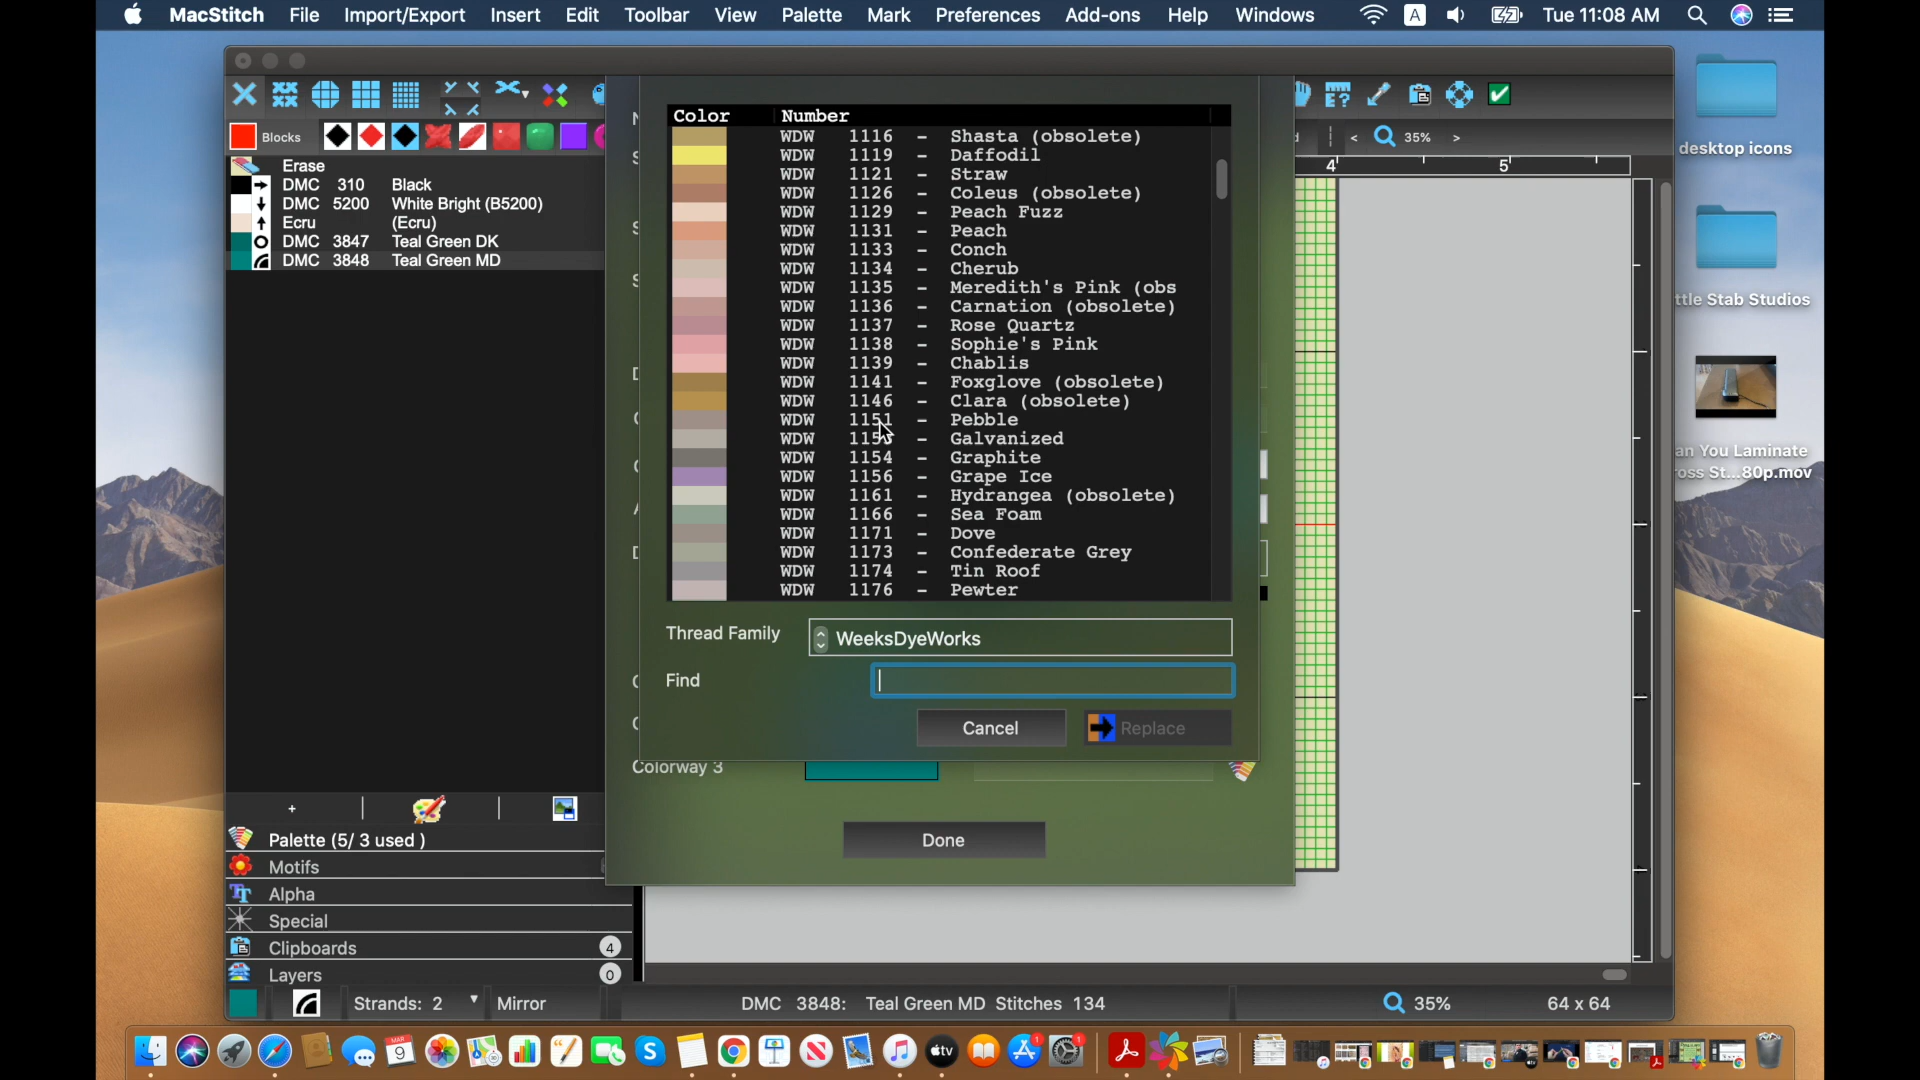 MacStitch File Import/Export Insert Edit Toolbar View Palette Mark Preferences Add-ons Help Windows A Tue 11:08 AM
desktop icons
ttle Stab Studios
an You Laminate
oss St...80p.mov
Blocks
< 35% >
4' 5'
Erase
DMC 310 Black
DMC 5200 White Bright (B5200)
Ecru (Ecru)
DMC 3847 Teal Green DK
DMC 3848 Teal Green MD
Color Number
WDW 1116 - Shasta (obsolete)
WDW 1119 - Daffodil
WDW 1121 - Straw
WDW 1126 - Coleus (obsolete)
WDW 1129 - Peach Fuzz
WDW 1131 - Peach
WDW 1133 - Conch
WDW 1134 - Cherub
WDW 1135 - Meredith's Pink (obs
WDW 1136 - Carnation (obsolete)
WDW 1137 - Rose Quartz
WDW 1138 - Sophie's Pink
WDW 1139 - Chablis
WDW 1141 - Foxglove (obsolete)
WDW 1146 - Clara (obsolete)
WDW 1151 - Pebble
WDW - Galvanized
WDW 1154 - Graphite
WDW 1156 - Grape Ice
WDW 1161 - Hydrangea (obsolete)
WDW 1166 - Sea Foam
WDW 1171 - Dove
WDW 1173 - Confederate Grey
WDW 1174 - Tin Roof
WDW 1176 - Pewter
Thread Family WeeksDyeWorks
Find
Cancel Replace
Colorway 3
Done
+
Palette (5/ 3 used )
Motifs
Alpha
Special
Clipboards 4
Layers 0
Strands: 2 Mirror DMC 3848: Teal Green MD Stitches 134 35% 64 x 64
MAR
9
tv